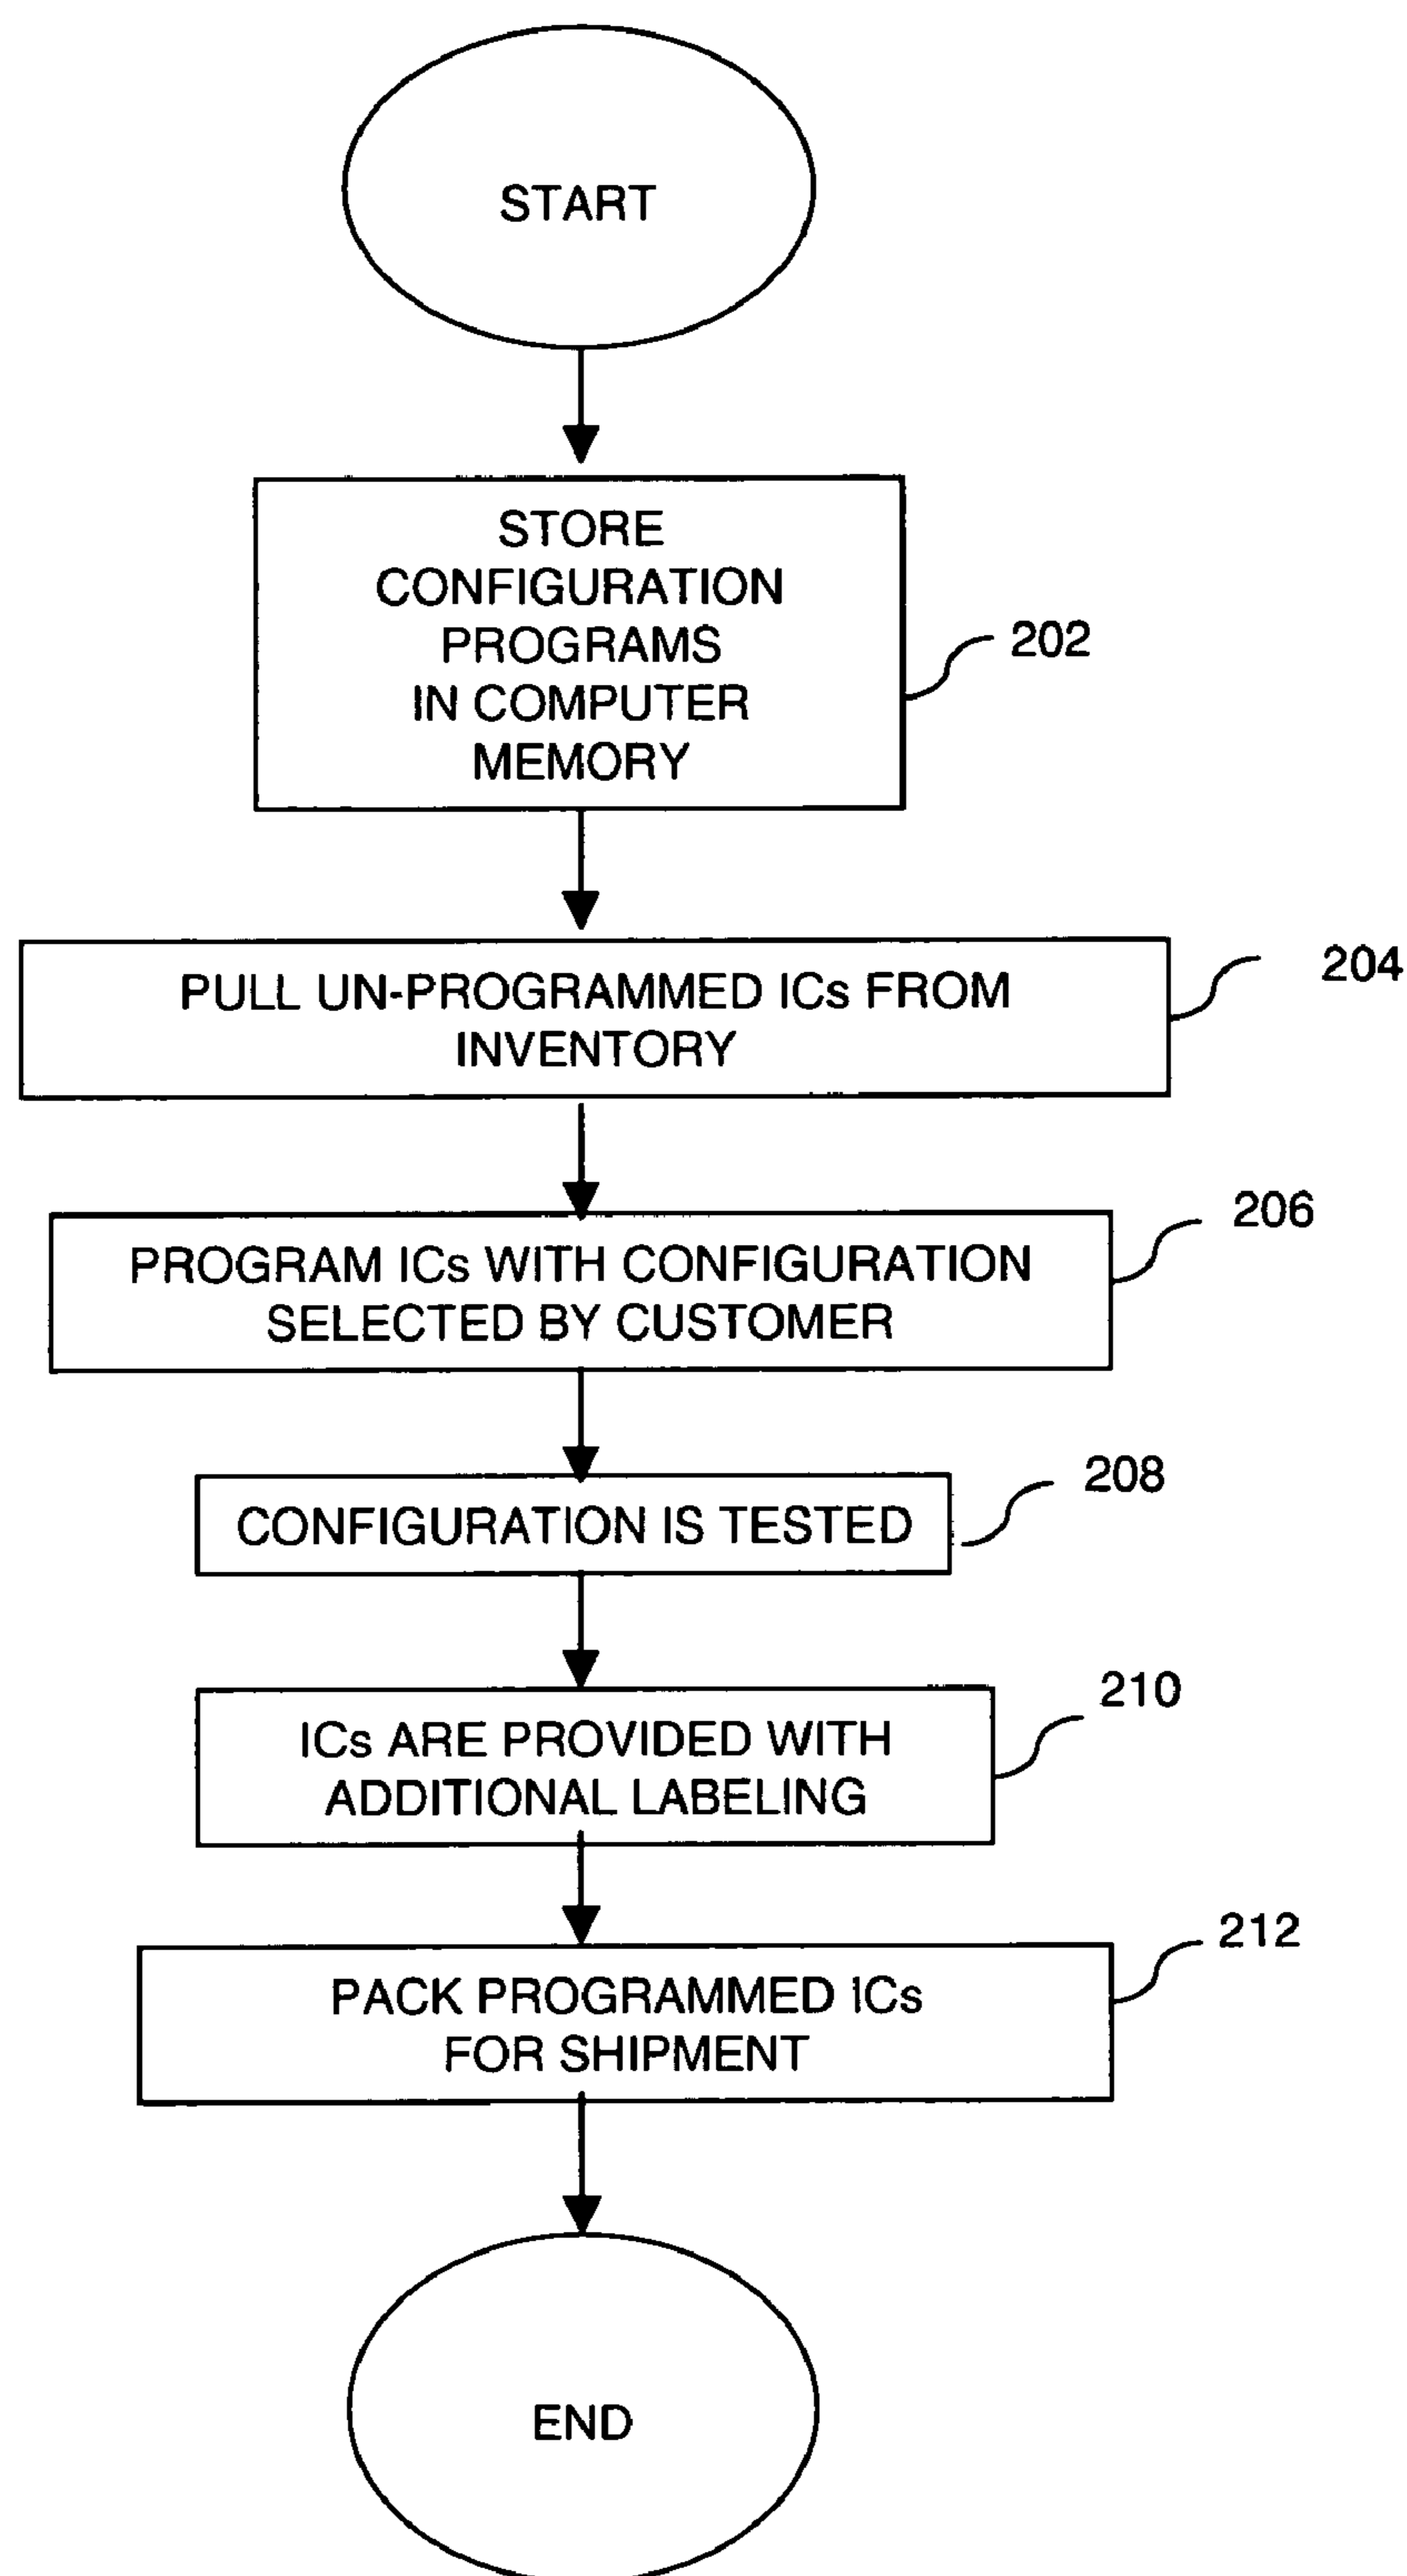 START
STORE
CONFIGURATION
PROGRAMS
IN COMPUTER
MEMORY
202
PULL UN-PROGRAMMED ICs FROM
INVENTORY
204
PROGRAM ICs WITH CONFIGURATION
SELECTED BY CUSTOMER
206
CONFIGURATION IS TESTED
208
ICs ARE PROVIDED WITH
ADDITIONAL LABELING
210
PACK PROGRAMMED ICs
FOR SHIPMENT
212
END